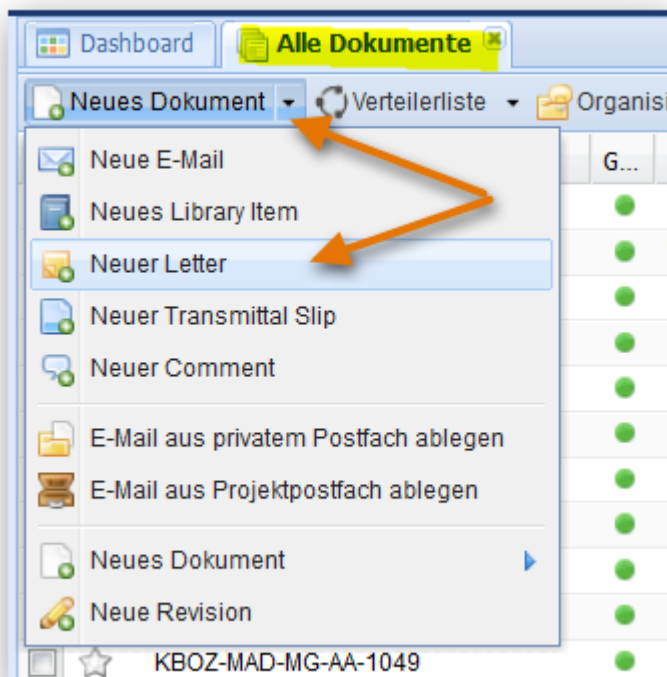 Dashboard Alle Dokumente
Neues Dokument Verteilerliste
Neue E-Mail G...
Neues Library Item
Neuer Letter
Neuer Transmittal Slip
Neuer Comment
E-Mail aus privatem Postfach ablegen
E-Mail aus Projektpostfach ablegen
Neues Dokument
Neue Revision
KBOZ-MAD-MG-AA-1049